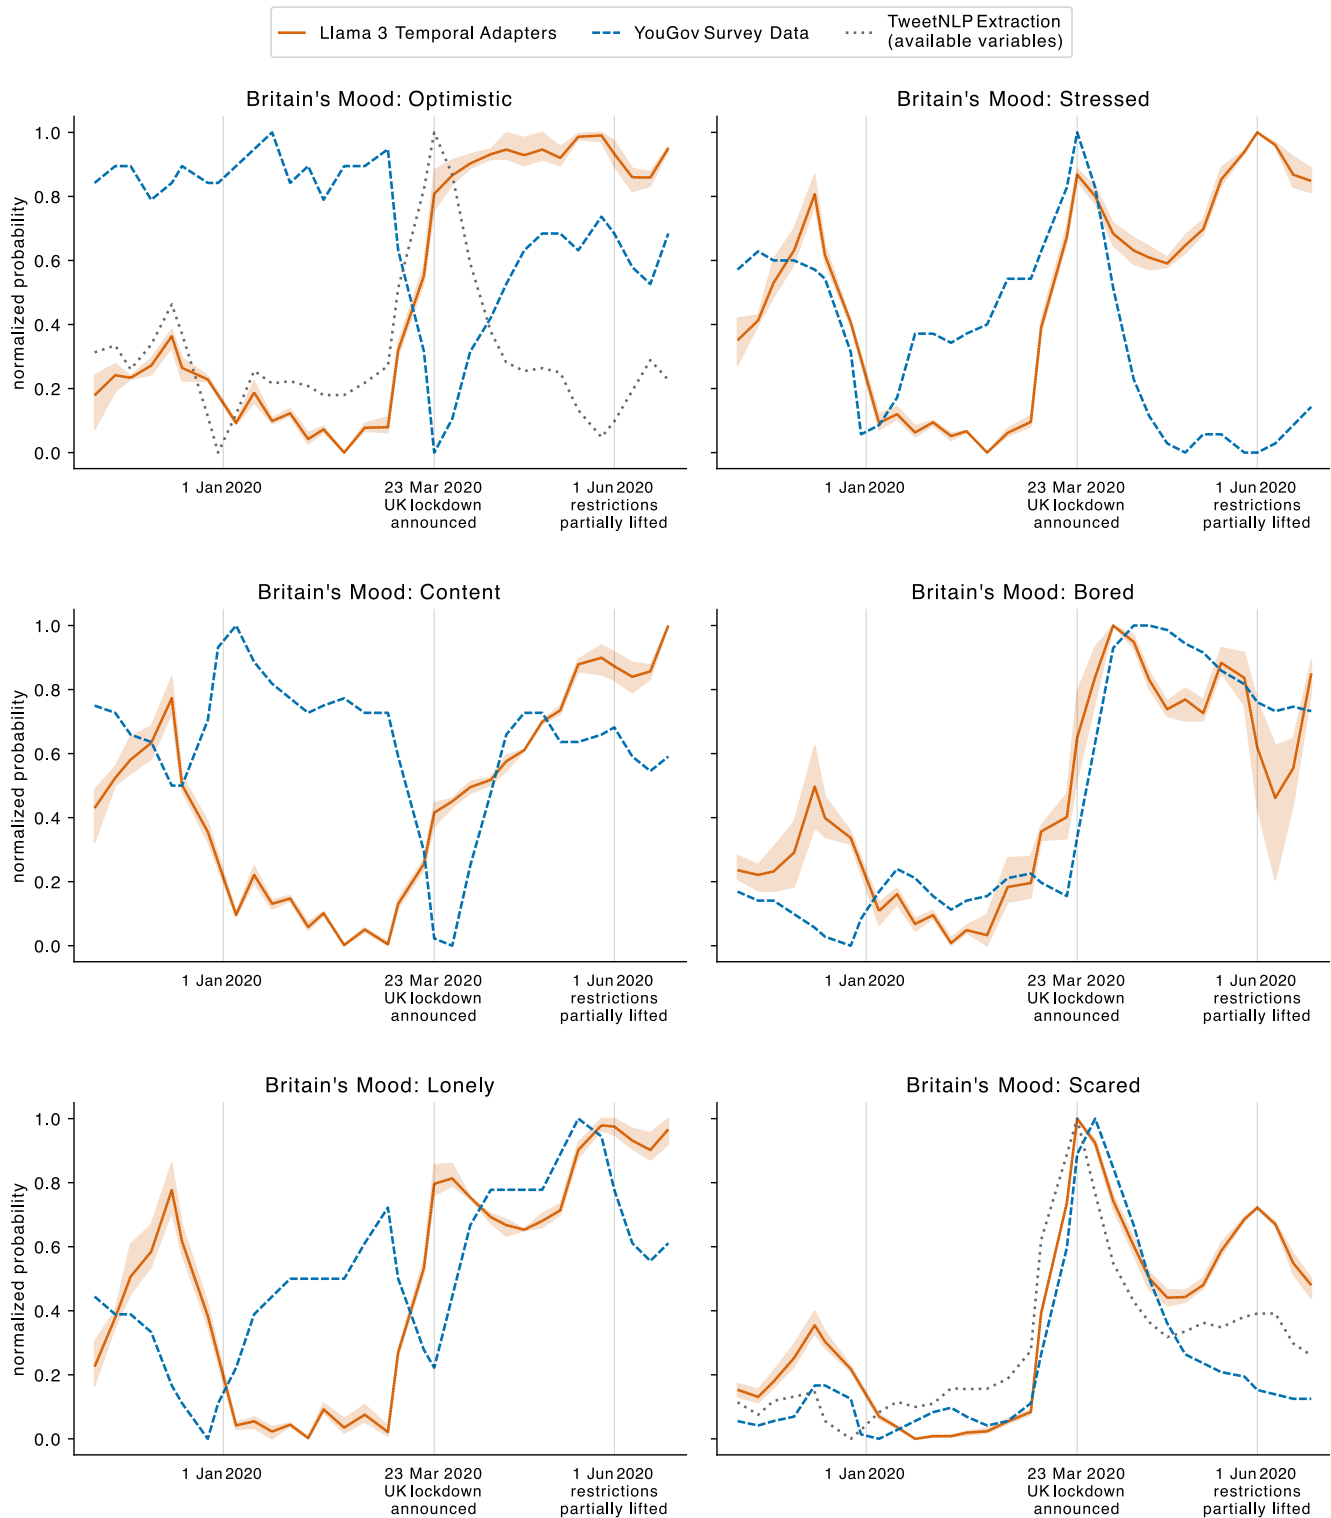 Llama 3 Temporal Adapters
YouGov Survey Data
TweetNLP Extraction
(available variables)
Britain's Mood: Optimistic
normalized probability
1.0
0.8
0.6
0.4
0.2
0.0
1 Jan 2020
23 Mar 2020
UK lockdown
announced
1 Jun 2020
restrictions
partially lifted
Britain's Mood: Stressed
1 Jan 2020
23 Mar 2020
UK lockdown
announced
1 Jun 2020
restrictions
partially lifted
Britain's Mood: Content
normalized probability
1.0
0.8
0.6
0.4
0.2
0.0
1 Jan 2020
23 Mar 2020
UK lockdown
announced
1 Jun 2020
restrictions
partially lifted
Britain's Mood: Bored
1 Jan 2020
23 Mar 2020
UK lockdown
announced
1 Jun 2020
restrictions
partially lifted
Britain's Mood: Lonely
normalized probability
1.0
0.8
0.6
0.4
0.2
0.0
1 Jan 2020
23 Mar 2020
UK lockdown
announced
1 Jun 2020
restrictions
partially lifted
Britain's Mood: Scared
1 Jan 2020
23 Mar 2020
UK lockdown
announced
1 Jun 2020
restrictions
partially lifted